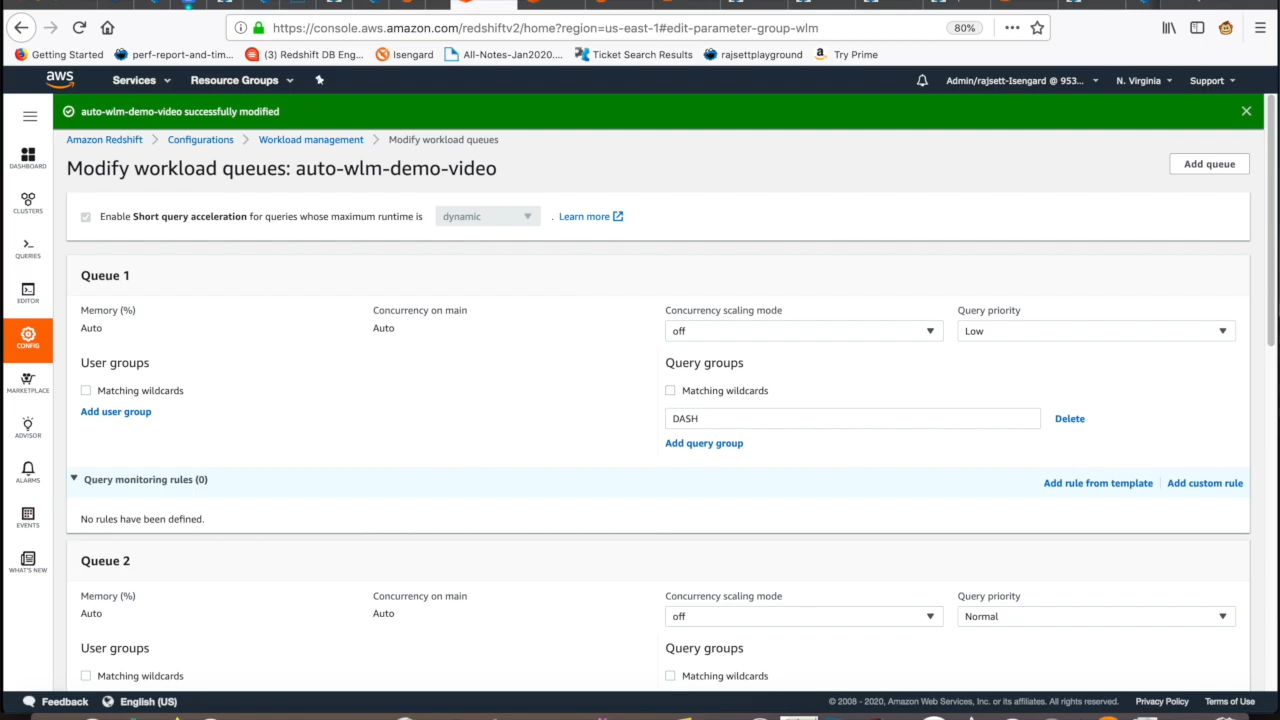 https://console.aws.amazon.com/redshiftv2/home?region=us-east-1#edit-parameter-group-wlm
80%
Getting Started
perf-report-and-tim...
(3) Redshift DB Eng...
Isengard
All-Notes-Jan2020....
Ticket Search Results
rajsettplayground
Try Prime
aws
Services
Resource Groups
Admin/rajsett-Isengard @ 953...
N. Virginia
Support
auto-wlm-demo-video successfully modified
Amazon Redshift > Configurations > Workload management > Modify workload queues
Modify workload queues: auto-wlm-demo-video
Add queue
Enable Short query acceleration for queries whose maximum runtime is dynamic . Learn more
DASHBOARD
CLUSTERS
QUERIES
EDITOR
CONFIG
MARKETPLACE
ADVISOR
ALARMS
EVENTS
WHAT'S NEW
Queue 1
Memory (%)
Auto
Concurrency on main
Auto
Concurrency scaling mode
off
Query priority
Low
User groups
Matching wildcards
Add user group
Query groups
Matching wildcards
DASH
Delete
Add query group
Query monitoring rules (0)
Add rule from template
Add custom rule
No rules have been defined.
Queue 2
Memory (%)
Auto
Concurrency on main
Auto
Concurrency scaling mode
off
Query priority
Normal
User groups
Matching wildcards
Query groups
Matching wildcards
Feedback
English (US)
© 2008 - 2020, Amazon Web Services, Inc. or its affiliates. All rights reserved.
Privacy Policy
Terms of Use